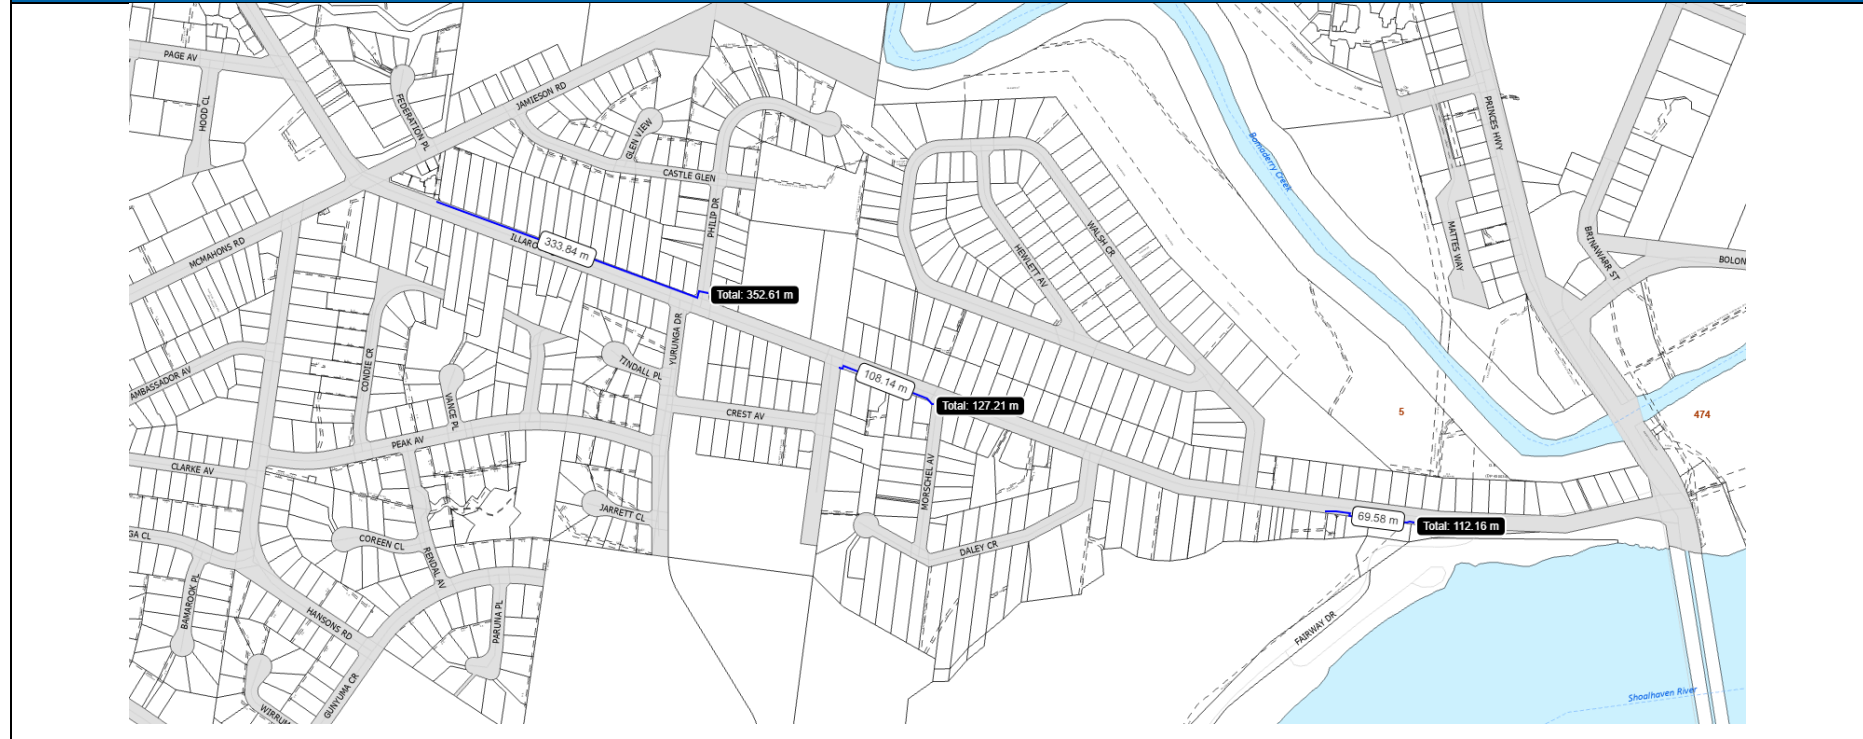 PAGE AV
HOOD CL
FEDERATION PL
JAMIESON RD
GLEN VIEW
CASTLE GLEN
PHILIP DR
MCMAHONS RD
333.84 m
Total: 352.61 m
YURUNGA DR
TINDALL PL
CONDIE CR
VANCE PL
AMBASSADOR AV
CREST AV
PEAK AV
CLARKE AV
108.14 m
Total: 127.21 m
MORSCHEL AV
JARRETT CL
COREEN CL
RENDAL AV
DALEY CR
GA CL
BAMAROOK PL
HANSONS RD
PARUNA PL
GUNYUMA CR
HEWLETT AV
WALSH CR
Bomaderry Creek
PRINCES HWY
MATTES WAY
BRINAWARR ST
BOLON
5
474
69.58 m
Total: 112.16 m
FAIRWAY DR
Shoalhaven River